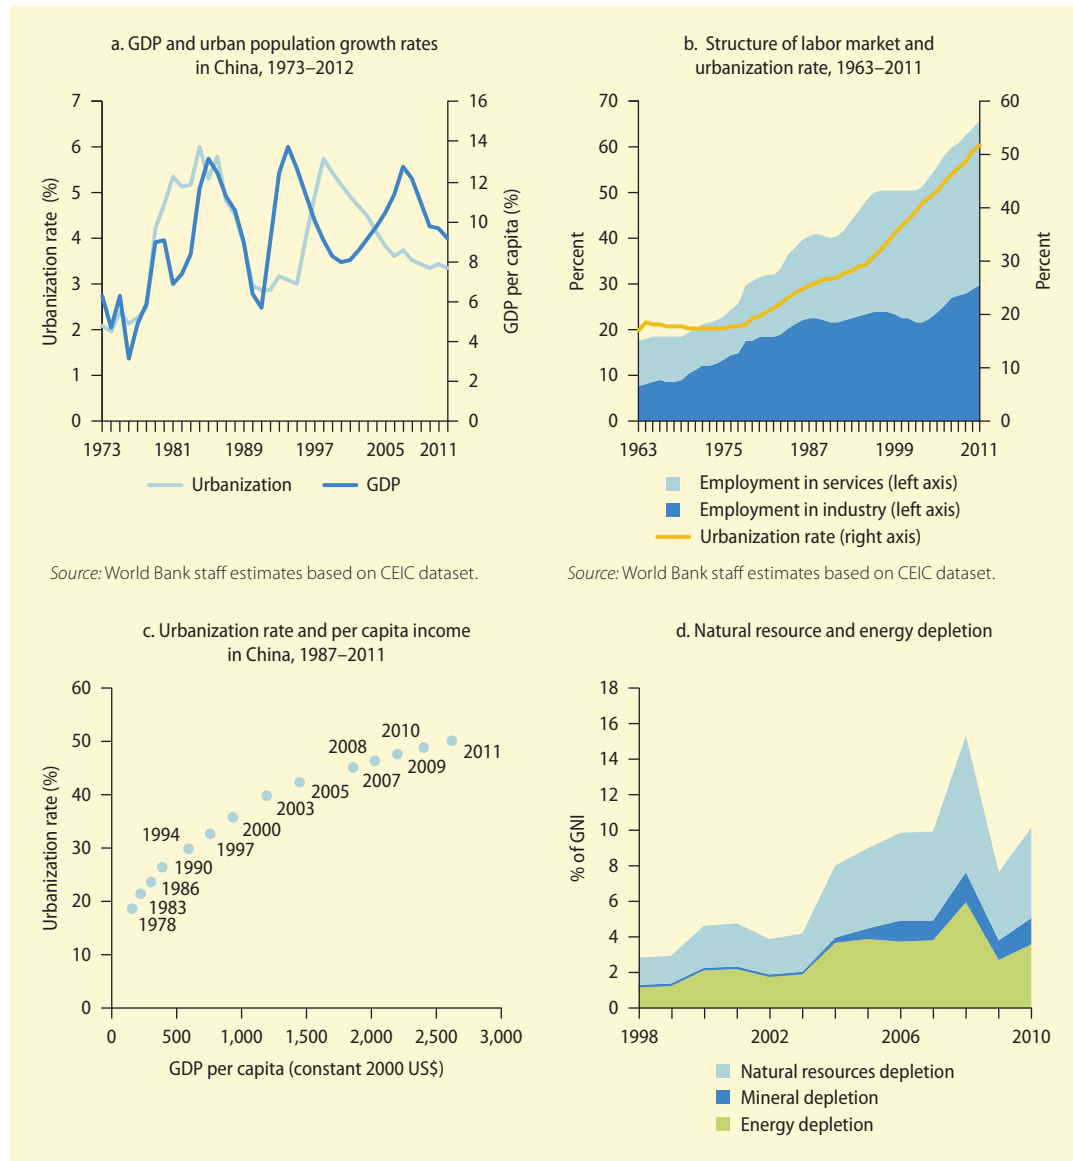 a. GDP and urban population growth rates
in China, 1973–2012
7
6
5
4
3
2
1
0
Urbanization rate (%)
16
14
12
10
8
6
4
2
0
GDP per capita (%)
1973 1981 1989 1997 2005 2011
Urbanization GDP
Source: World Bank staff estimates based on CEIC dataset.
b. Structure of labor market and
urbanization rate, 1963–2011
70
60
50
40
30
20
10
0
Percent
60
50
40
30
20
10
0
Percent
1963 1975 1987 1999 2011
Employment in services (left axis)
Employment in industry (left axis)
Urbanization rate (right axis)
Source: World Bank staff estimates based on CEIC dataset.
c. Urbanization rate and per capita income
in China, 1987–2011
60
50
40
30
20
10
0
Urbanization rate (%)
2010
2008
2011
2009
2007
2005
2003
2000
1994
1997
1990
1986
1983
1978
0 500 1,000 1,500 2,000 2,500 3,000
GDP per capita (constant 2000 US$)
d. Natural resource and energy depletion
18
16
14
12
10
8
6
4
2
0
% of GNI
1998 2002 2006 2010
Natural resources depletion
Mineral depletion
Energy depletion